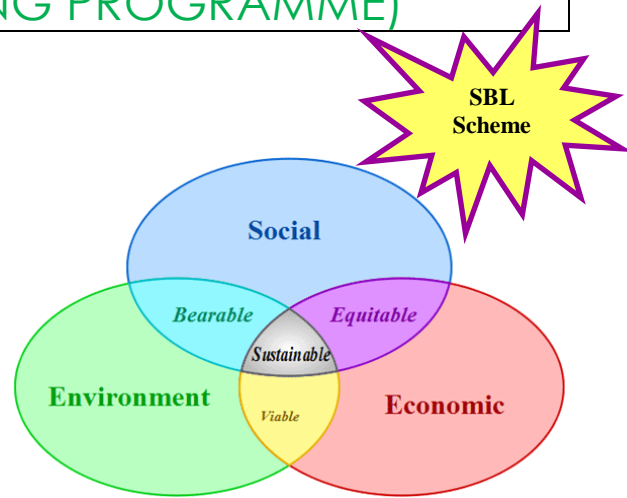 NG PROGRAMME)
SBL
Scheme
Social
Bearable
Equitable
Sustainable
Environment
Viable
Economic